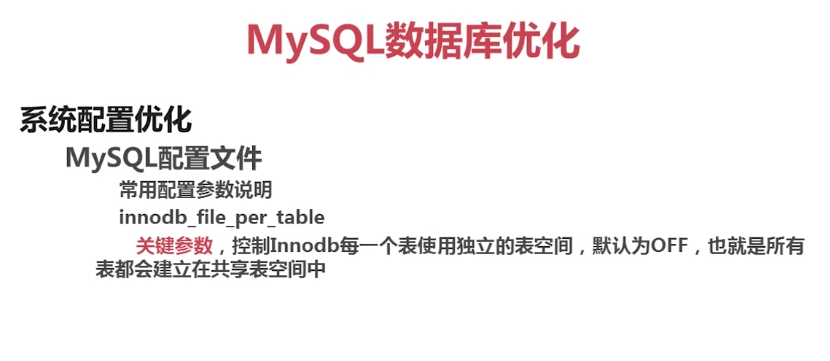 MySQL数据库优化
系统配置优化
MySQL配置文件
常用配置参数说明
innodb_file_per_table
关键参数，控制Innodb每一个表使用独立的表空间，默认为OFF，也就是所有
表都会建立在共享表空间中